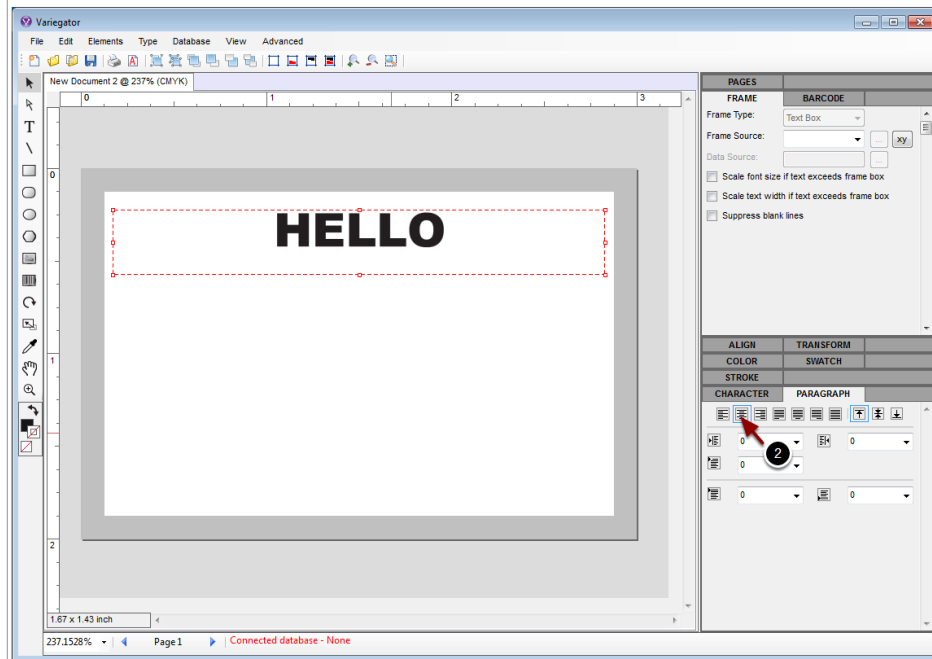 Variegator
File Edit Elements Type Database View Advanced
New Document 2 @ 237% (CMYK)
0 1 2 3
0
1
2
HELLO
PAGES
FRAME BARCODE
Frame Type: Text Box
Frame Source: ... xy
Data Source: ...
Scale font size if text exceeds frame box
Scale text width if text exceeds frame box
Suppress blank lines
ALIGN TRANSFORM
COLOR SWATCH
STROKE
CHARACTER PARAGRAPH
0 0
2
0
0 0
1.67 x 1.43 inch
237.1528% Page 1 Connected database - None